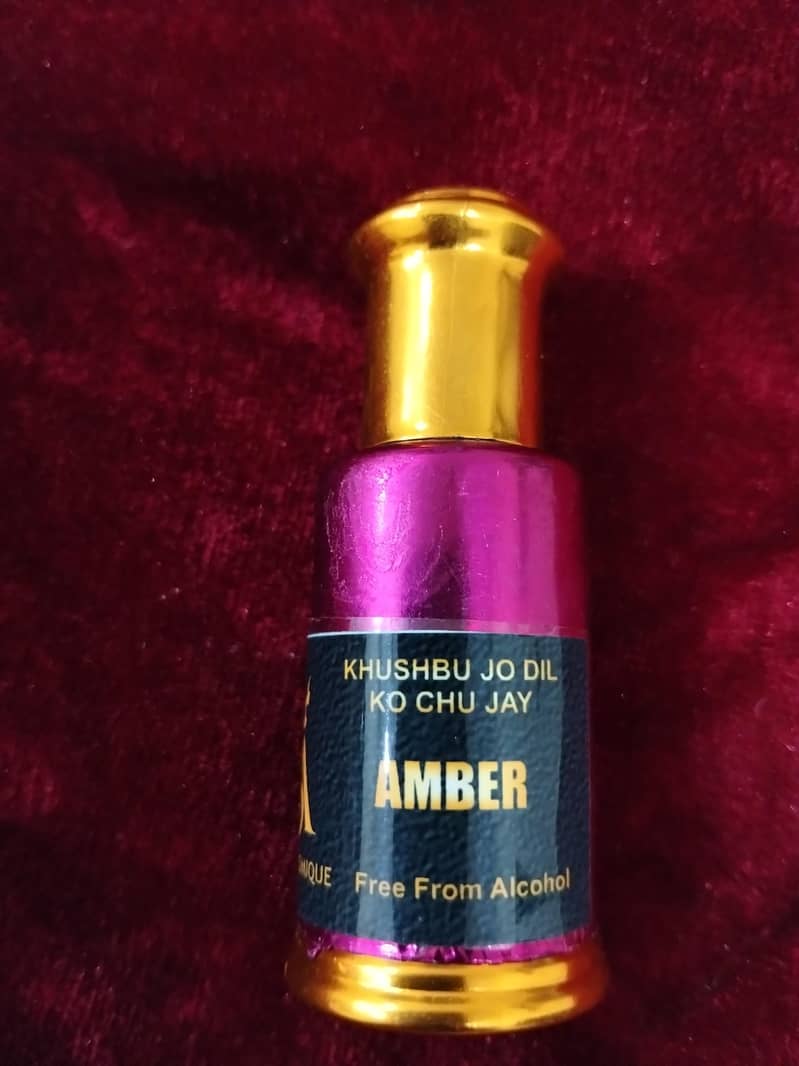 KHUSHBU JO DIL
KO CHU JAY
AMBER
Free From Alcohol